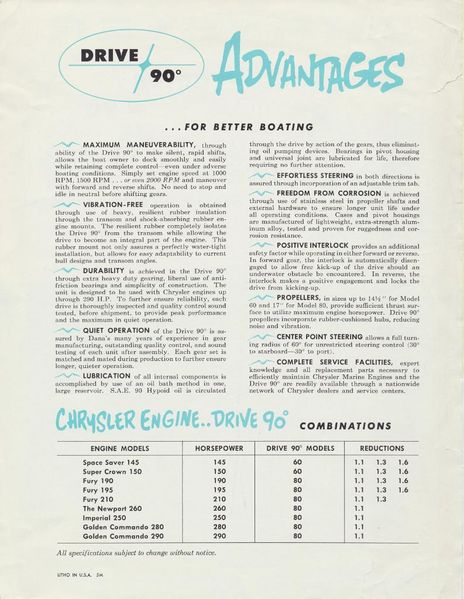 DRIVE 90°
ADVANTAGES
...FOR BETTER BOATING
MAXIMUM MANEUVERABILITY, through
ability of the Drive 90° to make silent, rapid shifts,
allows the boat owner to dock smoothly and easily
while retaining complete control—even under adverse
boating conditions. Simply set engine speed at 1000
RPM, 1500 RPM . . . or even 2000 RPM and maneuver
with forward and reverse shifts. No need to stop and
idle in neutral before shifting gears.
VIBRATION-FREE operation is obtained
through use of heavy, resilient rubber insulation
through the transom and shock-absorbing rubber en-
gine mounts. The resilient rubber completely isolates
the Drive 90° from the transom while allowing the
drive to become an integral part of the engine. This
rubber mount not only assures a perfectly water-tight
installation, but allows for easy adaptability to current
hull designs and transom angles.
DURABILITY is achieved in the Drive 90°
through extra heavy duty gearing, liberal use of anti-
friction bearings and simplicity of construction. The
unit is designed to be used with Chrysler engines up
through 290 H.P. To further ensure reliability, each
drive is thoroughly inspected and quality control sound
tested, before shipment, to provide peak performance
and the maximum in quiet operation.
QUIET OPERATION of the Drive 90° is as-
sured by Dana's many years of experience in gear
manufacturing, outstanding quality control, and sound
testing of each unit after assembly. Each gear set is
matched and mated during production to further ensure
longer, quieter operation.
LUBRICATION of all internal components is
accomplished by use of an oil bath method in one,
large reservoir. S.A.E. 90 Hypoid oil is circulated
through the drive by action of the gears, thus eliminat-
ing oil pumping devices. Bearings in pivot housing
and universal joint are lubricated for life, therefore
requiring no further attention.
EFFORTLESS STEERING in both directions is
assured through incorporation of an adjustable trim tab.
FREEDOM FROM CORROSION is achieved
through use of stainless steel in propeller shafts and
external hardware to ensure longer unit life under
all operating conditions. Cases and pivot housings
are manufactured of lightweight, extra-strength alum-
inum alloy, tested and proven for ruggedness and cor-
rosion resistance.
POSITIVE INTERLOCK provides an additional
safety factor while operating in either forward or reverse.
In forward gear, the interlock is automatically disen-
gaged to allow free kick-up of the drive should an
underwater obstacle be encountered. In reverse, the
interlock makes a positive engagement and locks the
drive from kicking-up.
PROPELLERS, in sizes up to 14½" for Model
60 and 17" for Model 80, provide sufficient thrust sur-
face to utilize maximum engine horsepower. Drive 90°
propellers incorporate rubber-cushioned hubs, reducing
noise and vibration.
CENTER POINT STEERING allows a full turn-
ing radius of 60° for unrestricted steering control (30°
to starboard—30° to port).
COMPLETE SERVICE FACILITIES, expert
knowledge and all replacement parts necessary to
efficiently maintain Chrysler Marine Engines and the
Drive 90° are readily available through a nationwide
network of Chrysler dealers and service centers.
CHRYSLER ENGINE..DRIVE 90° COMBINATIONS
ENGINE MODELS HORSEPOWER DRIVE 90° MODELS REDUCTIONS
Space Saver 145 145 60 1.1 1.3 1.6
Super Crown 150 150 60 1.1 1.3 1.6
Fury 190 190 80 1.1 1.3 1.6
Fury 195 195 80 1.1 1.3 1.6
Fury 210 210 80 1.1 1.3
The Newport 260 260 80 1.1
Imperial 250 250 80 1.1
Golden Commando 280 280 80 1.1
Golden Commando 290 290 80 1.1
All specifications subject to change without notice.
LITHO IN U.S.A. 5M